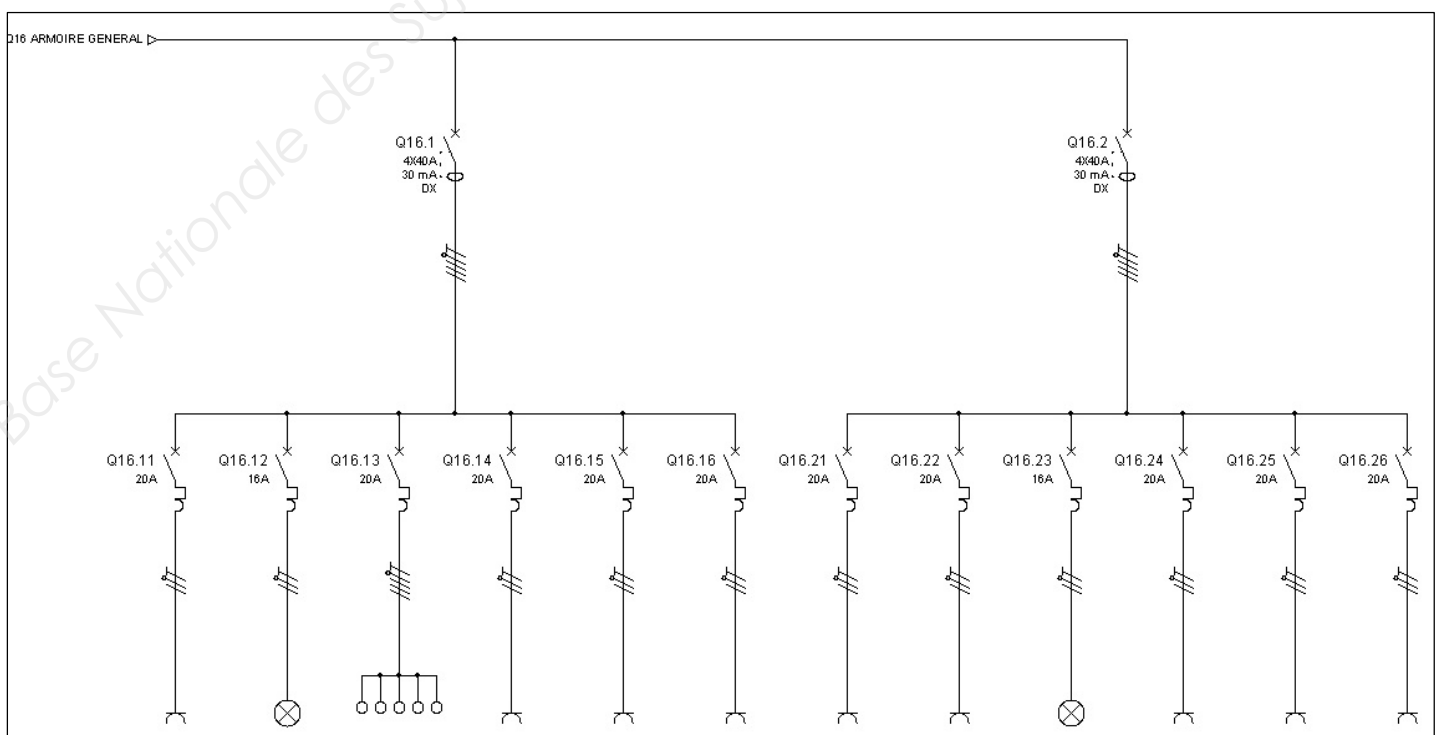 Base Nationale des Suj
Q16 ARMOIRE GENERAL
Q16.1
4X40A
30 mA
DX
Q16.2
4X40A
30 mA
DX
Q16.11
20A
Q16.12
16A
Q16.13
20A
Q16.14
20A
Q16.15
20A
Q16.16
20A
Q16.21
20A
Q16.22
20A
Q16.23
16A
Q16.24
20A
Q16.25
20A
Q16.26
20A